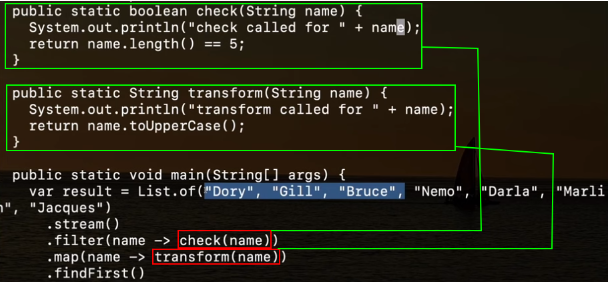 public static boolean check(String name) {
System.out.println("check called for " + name);
return name.length() == 5;
}
public static String transform(String name) {
System.out.println("transform called for " + name);
return name.toUpperCase();
}
public static void main(String[] args) {
var result = List.of("Dory", "Gill", "Bruce", "Nemo", "Darla", "Marli
n", "Jacques")
.stream()
.filter(name -> check(name))
.map(name -> transform(name))
.findFirst()